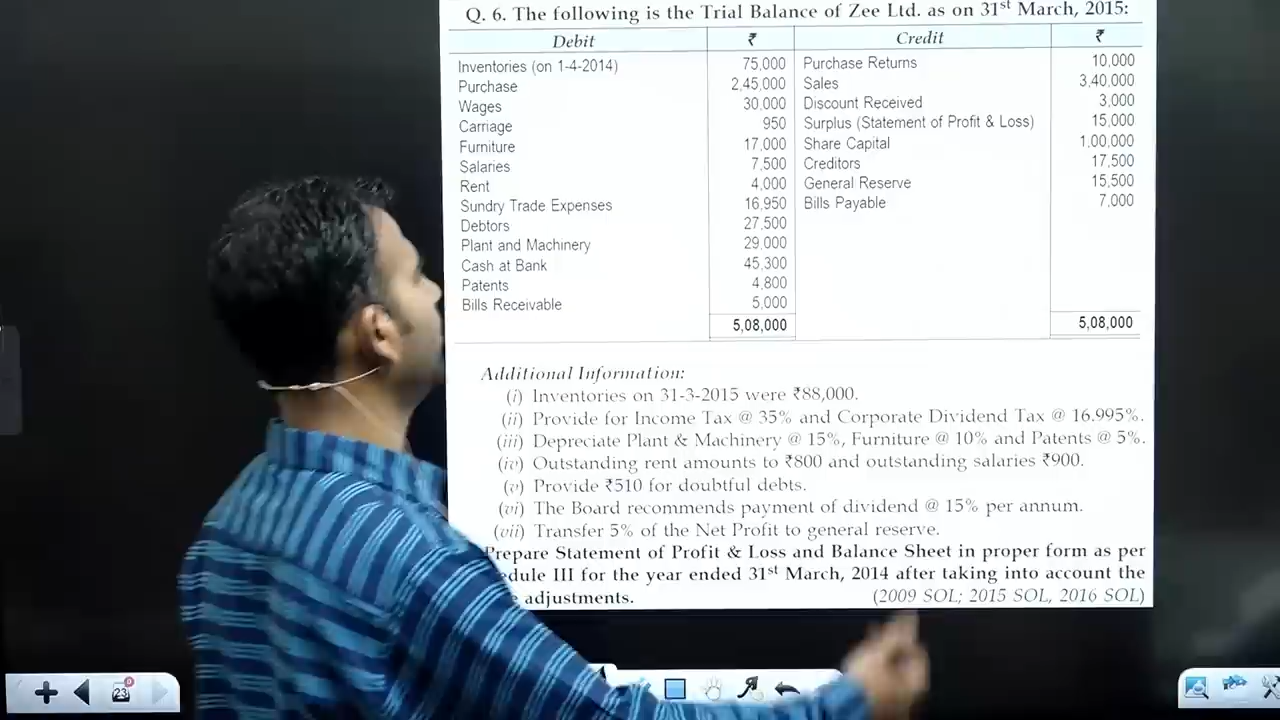 Q. 6. The following is the Trial Balance of Zee Ltd. as on 31st March, 2015:
Debit ₹ Credit ₹
Inventories (on 1-4-2014) 75,000 Purchase Returns 10,000
Purchase 2,45,000 Sales 3,40,000
Wages 30,000 Discount Received 3,000
Carriage 950 Surplus (Statement of Profit & Loss) 15,000
Furniture 17,000 Share Capital 1,00,000
Salaries 7,500 Creditors 17,500
Rent 4,000 General Reserve 15,500
Sundry Trade Expenses 16,950 Bills Payable 7,000
Debtors 27,500
Plant and Machinery 29,000
Cash at Bank 45,300
Patents 4,800
Bills Receivable 5,000
5,08,000 5,08,000
Additional Information:
(i) Inventories on 31-3-2015 were ₹88,000.
(ii) Provide for Income Tax @ 35% and Corporate Dividend Tax @ 16.995%.
(iii) Depreciate Plant & Machinery @ 15%, Furniture @ 10% and Patents @ 5%.
(iv) Outstanding rent amounts to ₹800 and outstanding salaries ₹900.
(v) Provide ₹510 for doubtful debts.
(vi) The Board recommends payment of dividend @ 15% per annum.
(vii) Transfer 5% of the Net Profit to general reserve.
Prepare Statement of Profit & Loss and Balance Sheet in proper form as per
edule III for the year ended 31st March, 2014 after taking into account the
e adjustments. (2009 SOL; 2015 SOL, 2016 SOL)
23